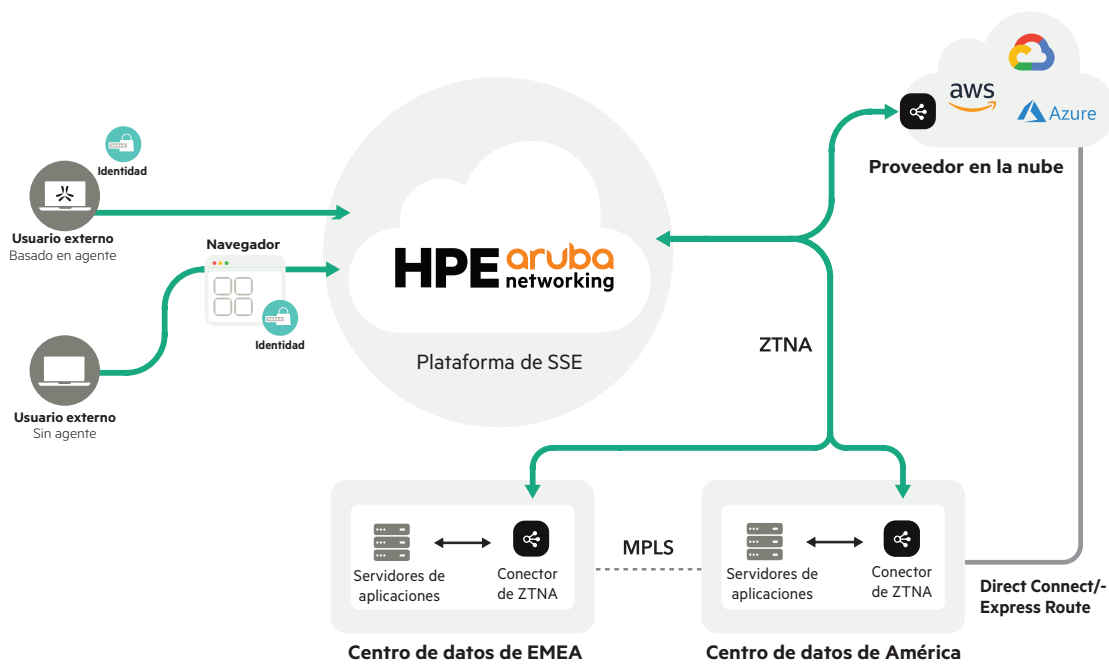 Identidad
Usuario externo
Basado en agente
Navegador
Identidad
Usuario externo
Sin agente
HPE aruba
networking
Plataforma de SSE
aws
Azure
Proveedor en la nube
ZTNA
Servidores de
aplicaciones
Conector
de ZTNA
Centro de datos de EMEA
MPLS
Servidores de
aplicaciones
Conector
de ZTNA
Centro de datos de América
Direct Connect/-
Express Route